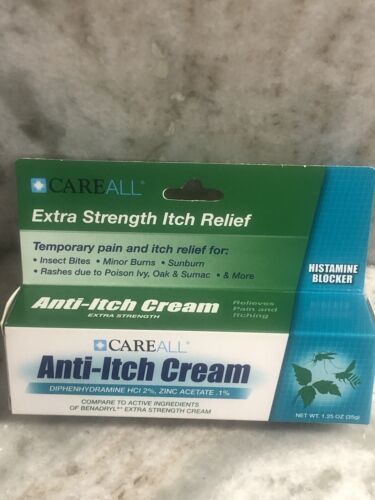 CAREALL®
Extra Strength Itch Relief
Temporary pain and itch relief for:
• Insect Bites • Minor Burns • Sunburn
• Rashes due to Poison Ivy, Oak & Sumac • & More
HISTAMINE
BLOCKER
Anti-Itch Cream
EXTRA STRENGTH
Relieves
Pain and
Itching
CAREALL®
Anti-Itch Cream
DIPHENHYDRAMINE HCl 2%, ZINC ACETATE .1%
COMPARE TO ACTIVE INGREDIENTS
OF BENADRYL®* EXTRA STRENGTH CREAM
NET WT. 1.25 OZ (35g)